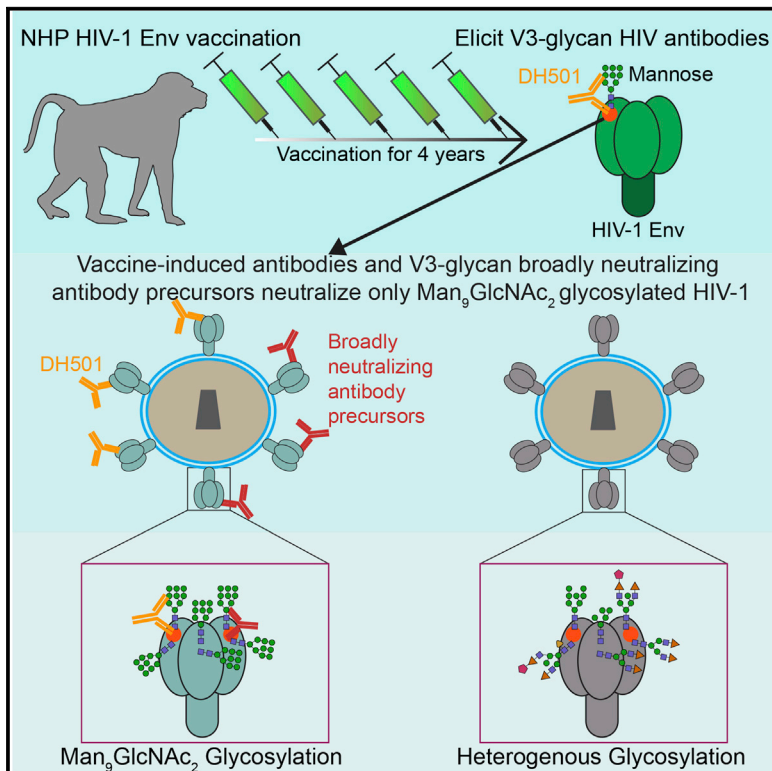 NHP HIV-1 Env vaccination
Elicit V3-glycan HIV antibodies
DH501
Mannose
Vaccination for 4 years
HIV-1 Env
Vaccine-induced antibodies and V3-glycan broadly neutralizing
antibody precursors neutralize only Man₉GlcNAc₂ glycosylated HIV-1
DH501
Broadly
neutralizing
antibody
precursors
Man₉GlcNAc₂ Glycosylation
Heterogenous Glycosylation